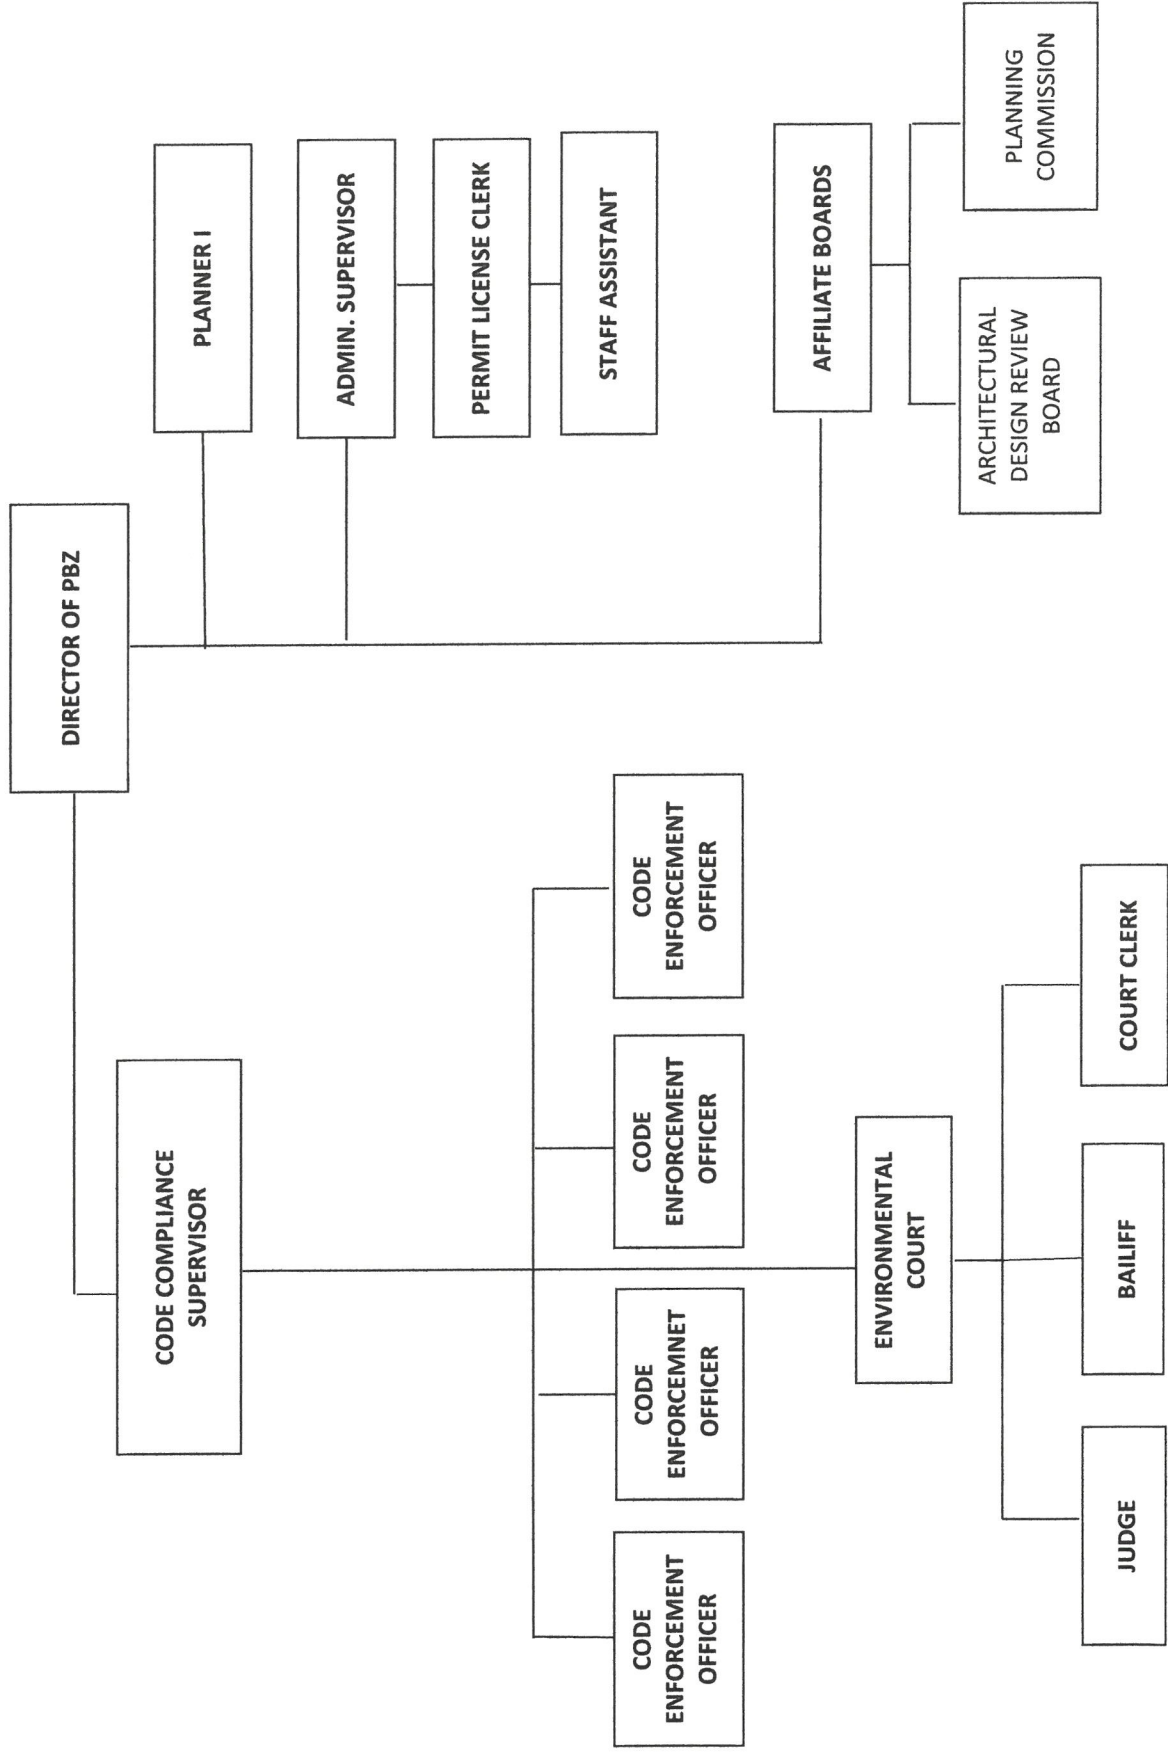 DIRECTOR OF PBZ
CODE COMPLIANCE
SUPERVISOR
PLANNER I
ADMIN. SUPERVISOR
PERMIT LICENSE CLERK
STAFF ASSISTANT
CODE
ENFORCEMENT
OFFICER
CODE
ENFORCEMNET
OFFICER
CODE
ENFORCEMENT
OFFICER
CODE
ENFORCEMENT
OFFICER
AFFILIATE BOARDS
ENVIRONMENTAL
COURT
ARCHITECTURAL
DESIGN REVIEW
BOARD
PLANNING
COMMISSION
JUDGE
BAILIFF
COURT CLERK